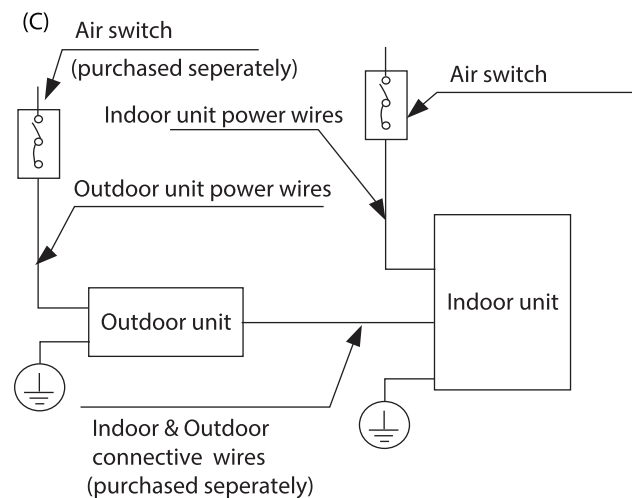 (C)
Air switch
(purchased seperately)
Air switch
Indoor unit power wires
Outdoor unit power wires
Outdoor unit
Indoor unit
Indoor & Outdoor
connective wires
(purchased seperately)